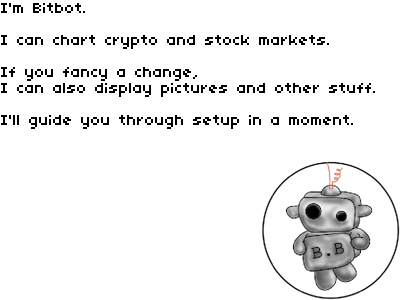 I'm Bitbot.
I can chart crypto and stock markets.
If you fancy a change,
I can also display pictures and other stuff.
I'll guide you through setup in a moment.
B.B